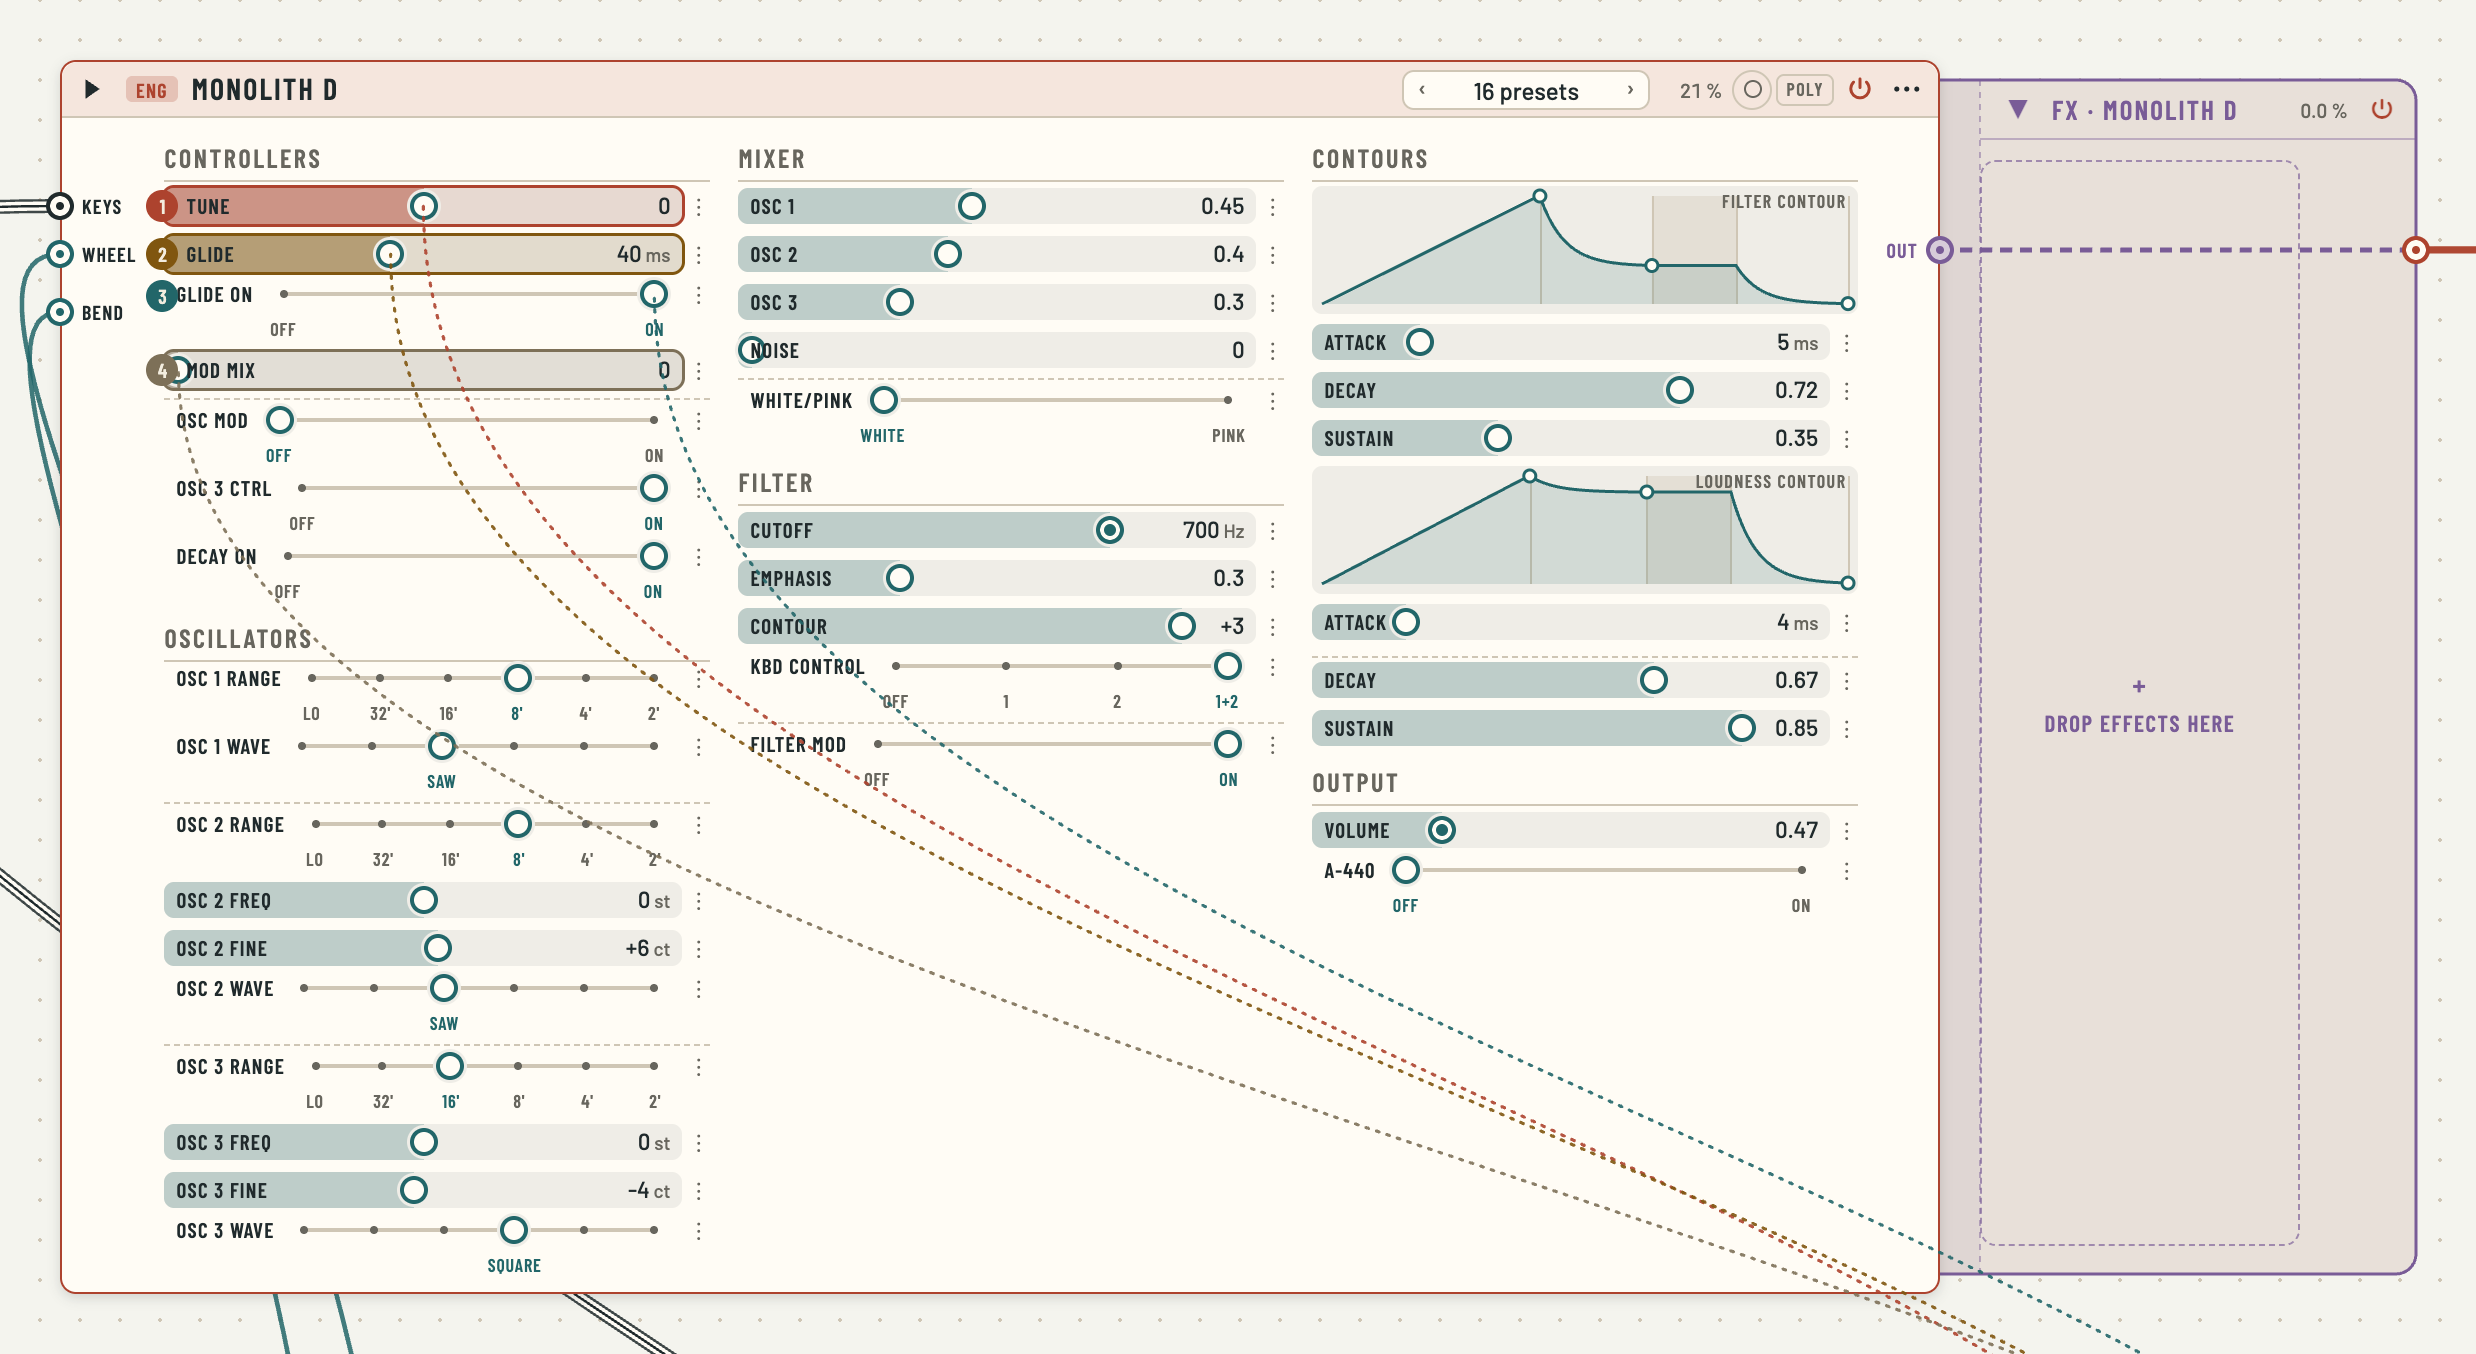 ENG MONOLITH D
‹ 16 presets ›
21 % POLY
FX · MONOLITH D 0.0 %
KEYS
WHEEL
BEND
OUT
CONTROLLERS
1 TUNE 0
2 GLIDE 40 ms
3 GLIDE ON
OFF ON
4 MOD MIX 0
OSC MOD
OFF ON
OSC 3 CTRL
OFF ON
DECAY ON
OFF ON
OSCILLATORS
OSC 1 RANGE
LO 32' 16' 8' 4' 2'
OSC 1 WAVE
SAW
OSC 2 RANGE
LO 32' 16' 8' 4' 2'
OSC 2 FREQ 0 st
OSC 2 FINE +6 ct
OSC 2 WAVE
SAW
OSC 3 RANGE
LO 32' 16' 8' 4' 2'
OSC 3 FREQ 0 st
OSC 3 FINE -4 ct
OSC 3 WAVE
SQUARE
MIXER
OSC 1 0.45
OSC 2 0.4
OSC 3 0.3
NOISE 0
WHITE/PINK
WHITE PINK
FILTER
CUTOFF 700 Hz
EMPHASIS 0.3
CONTOUR +3
KBD CONTROL
OFF 1 2 1+2
FILTER MOD
OFF ON
CONTOURS
FILTER CONTOUR
ATTACK 5 ms
DECAY 0.72
SUSTAIN 0.35
LOUDNESS CONTOUR
ATTACK 4 ms
DECAY 0.67
SUSTAIN 0.85
OUTPUT
VOLUME 0.47
A-440
OFF ON
+
DROP EFFECTS HERE